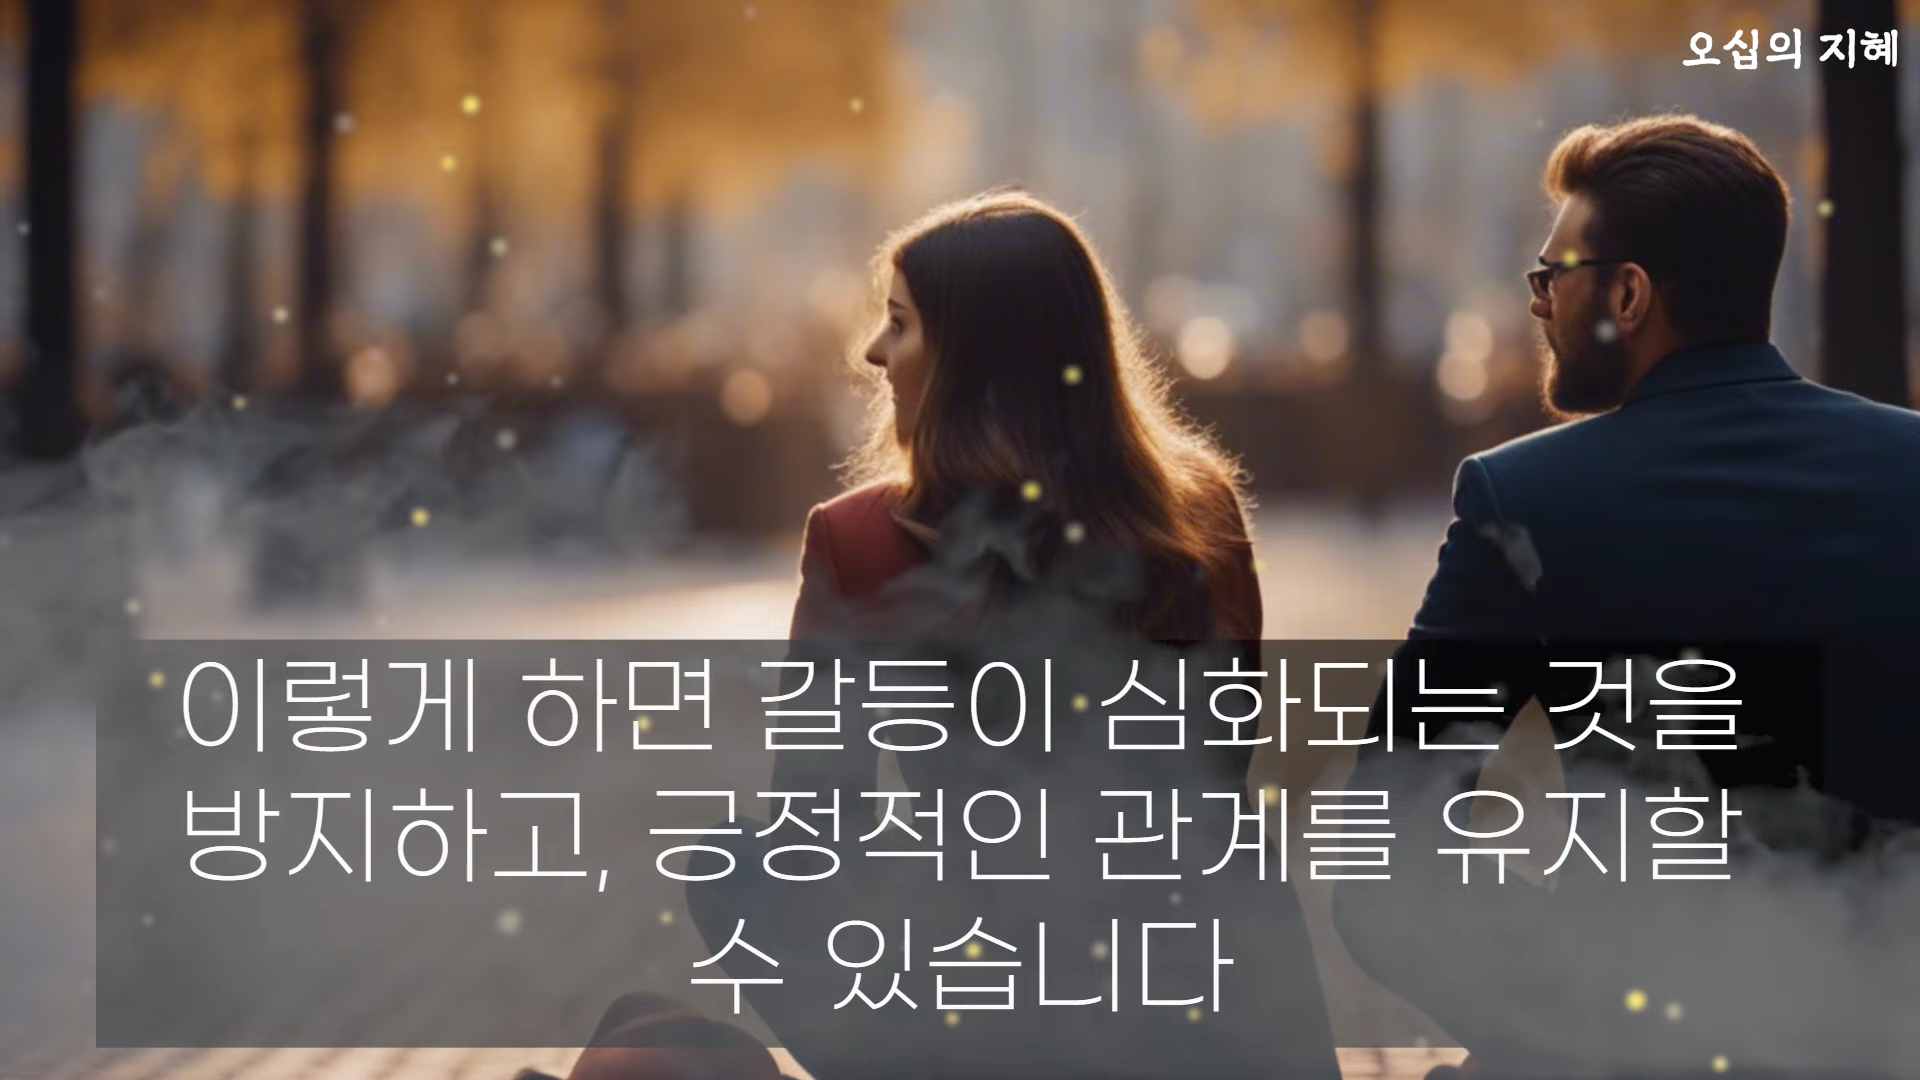 오십의 지혜
이렇게 하면 갈등이 심화되는 것을
방지하고, 긍정적인 관계를 유지할
수 있습니다